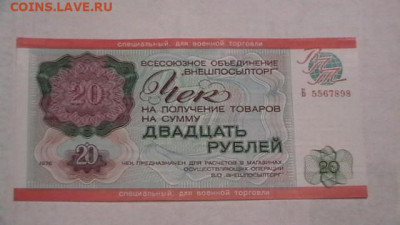 COINS.LAVE.RU
специальный для военной торговли
ВСЕСОЮЗНОЕ ОБЪЕДИНЕНИЕ
"ВНЕШПОСЫЛТОРГ"
Чек
Б 5567898
20
НА ПОЛУЧЕНИЕ ТОВАРОВ
НА СУММУ
ДВАДЦАТЬ
РУБЛЕЙ
1976
20
ЧЕК ПРЕДНАЗНАЧЕН ДЛЯ РАСЧЕТОВ В МАГАЗИНАХ,
ОСУЩЕСТВЛЯЮЩИХ ОПЕРАЦИИ
В/О "ВНЕШПОСЫЛТОРГ"
20
специальный для военной торговли